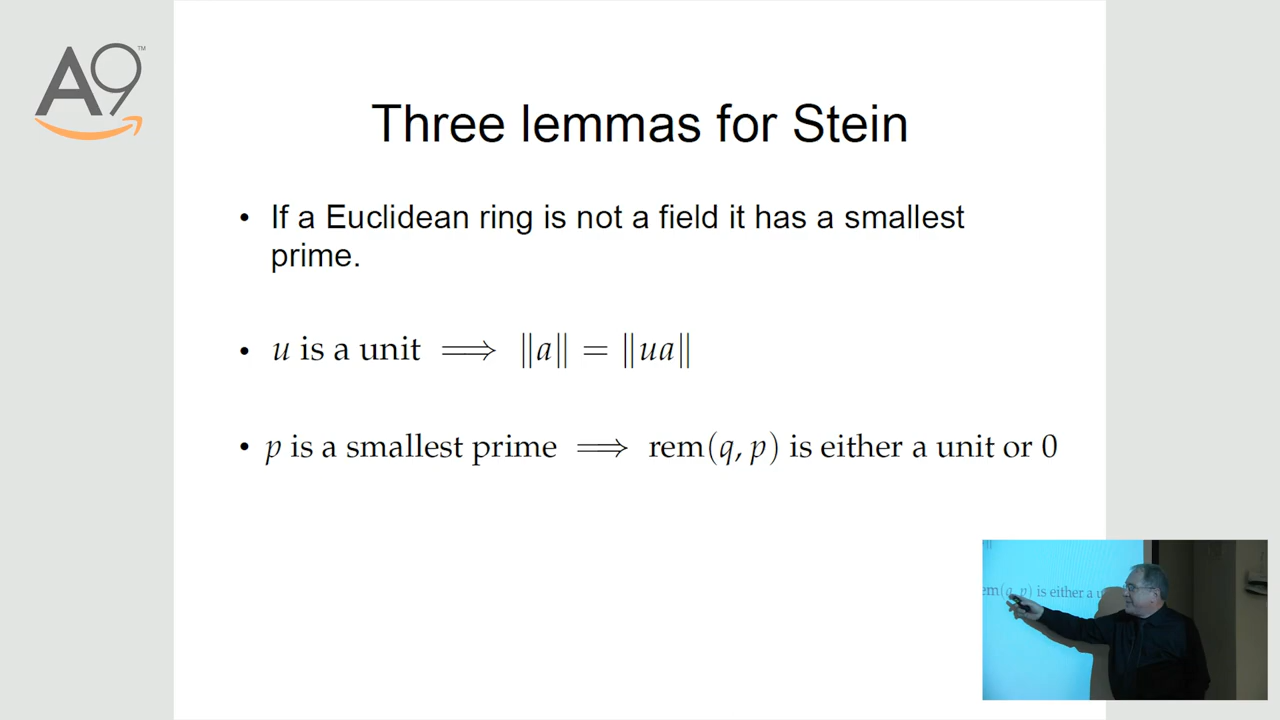 A9™
Three lemmas for Stein
• If a Euclidean ring is not a field it has a smallest
prime.
• u is a unit ⟹ ‖a‖ = ‖ua‖
• p is a smallest prime ⟹ rem(q, p) is either a unit or 0
em(q, p) is either a u